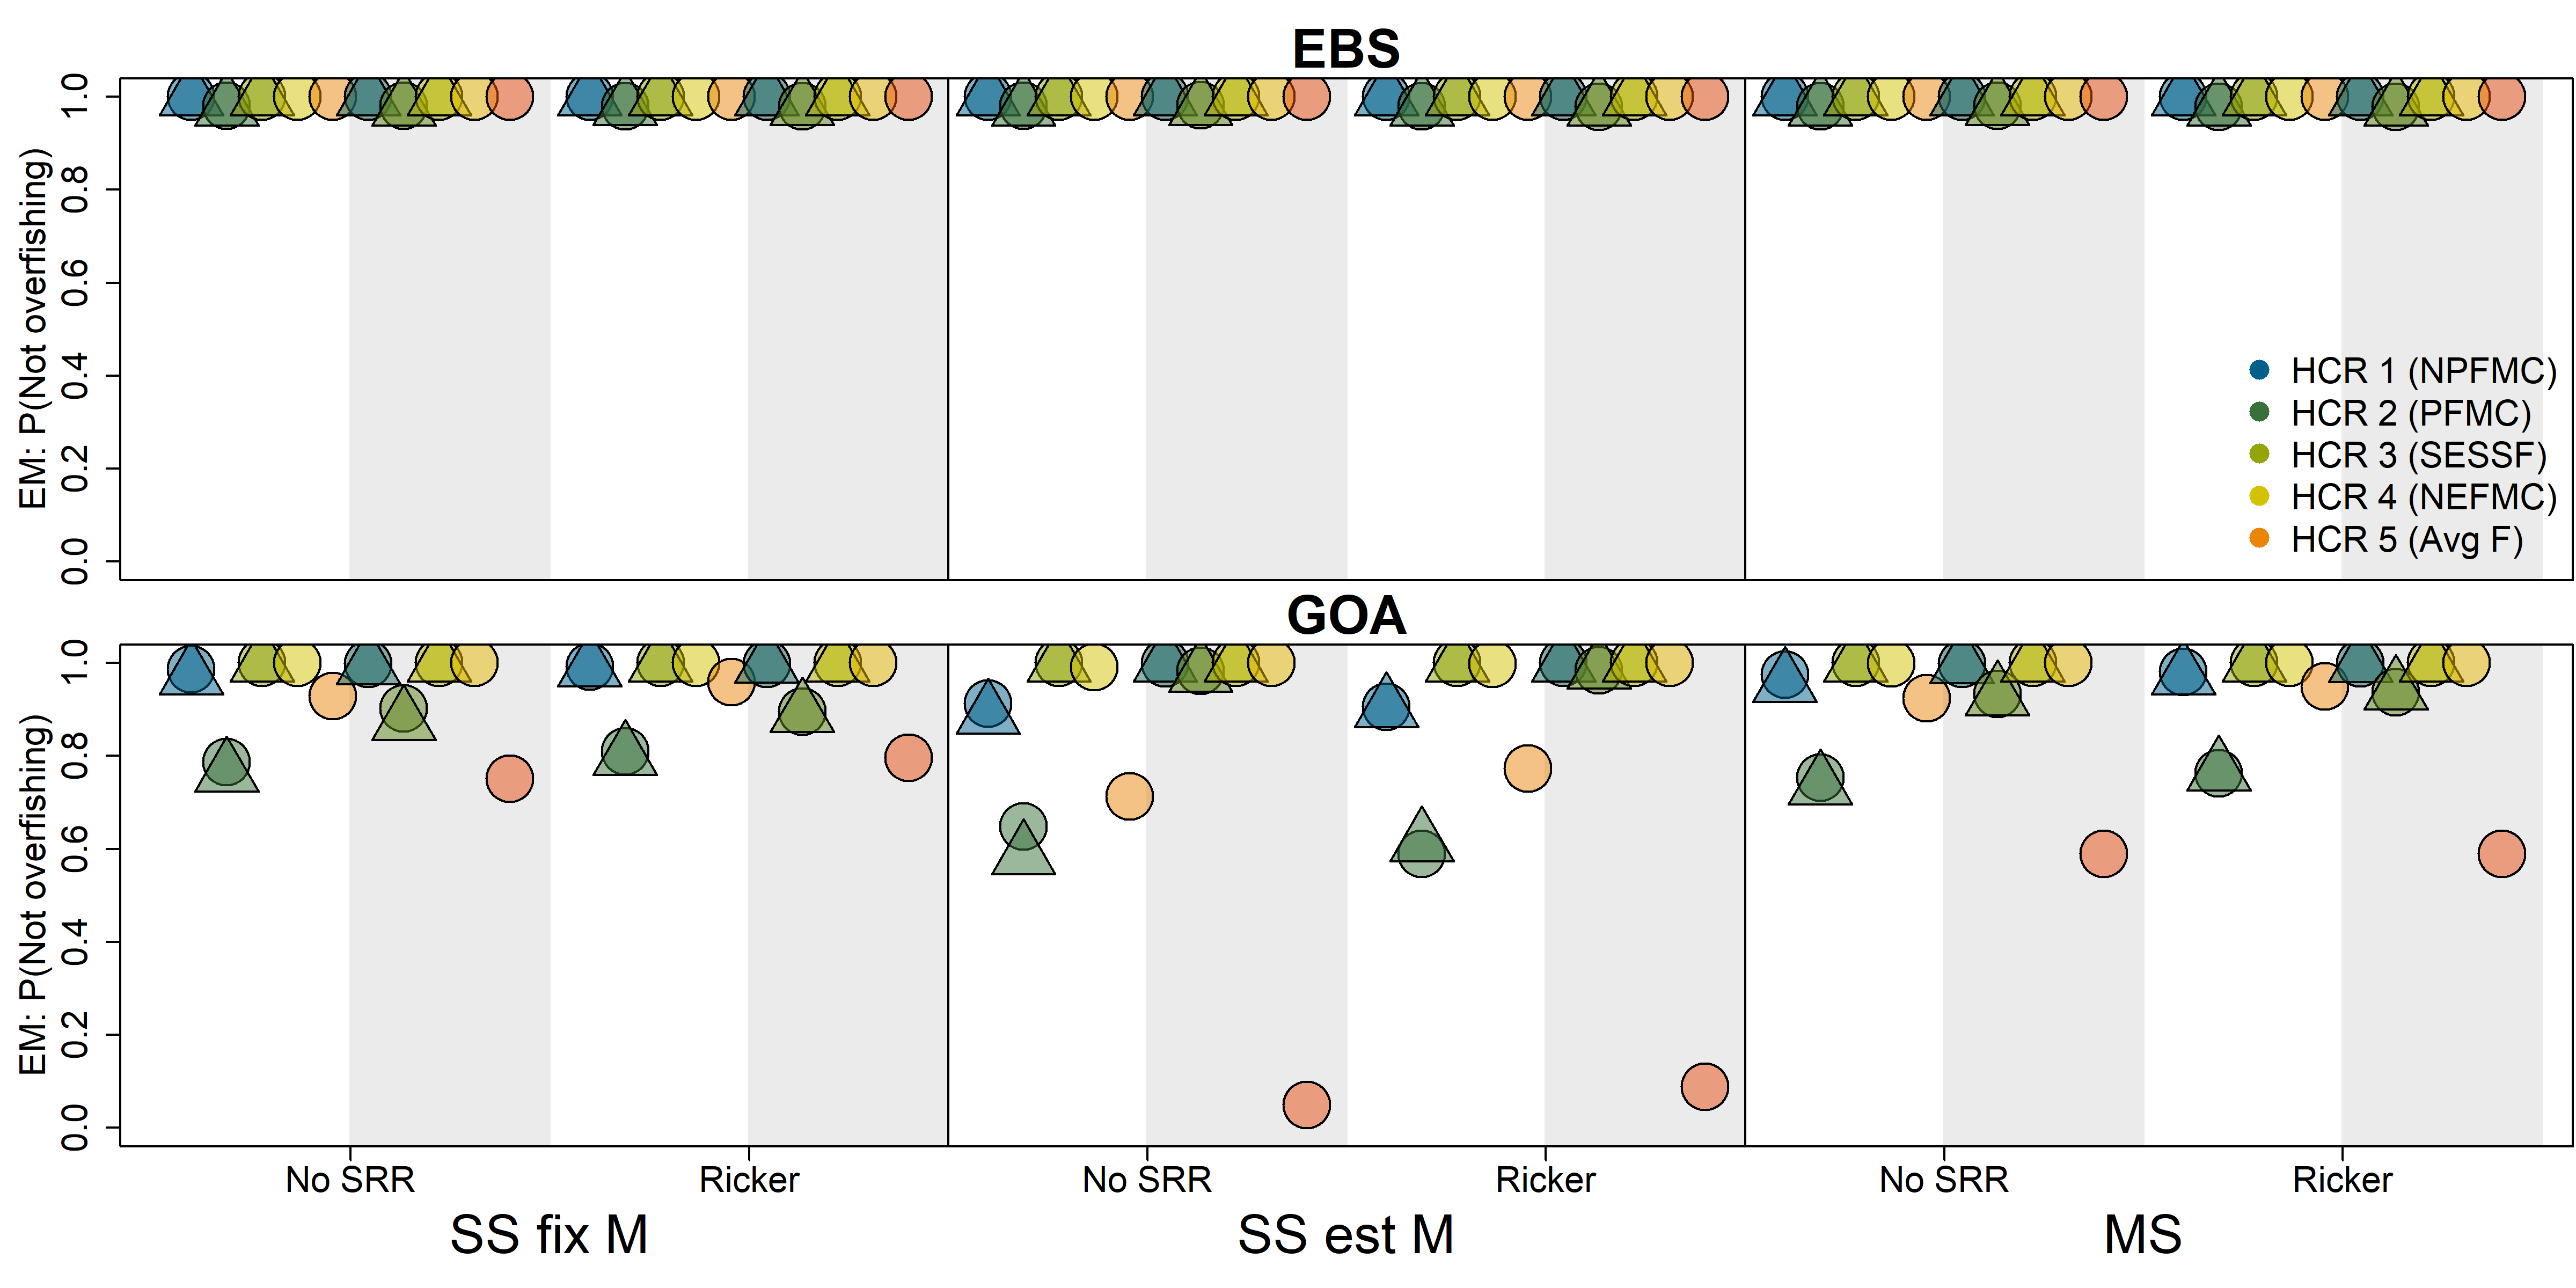 EBS
EM: P(Not overfishing)
1.0
0.8
0.6
0.4
0.2
0.0
HCR 1 (NPFMC)
HCR 2 (PFMC)
HCR 3 (SESSF)
HCR 4 (NEFMC)
HCR 5 (Avg F)
GOA
EM: P(Not overfishing)
1.0
0.8
0.6
0.4
0.2
0.0
No SRR Ricker No SRR Ricker No SRR Ricker
SS fix M SS est M MS